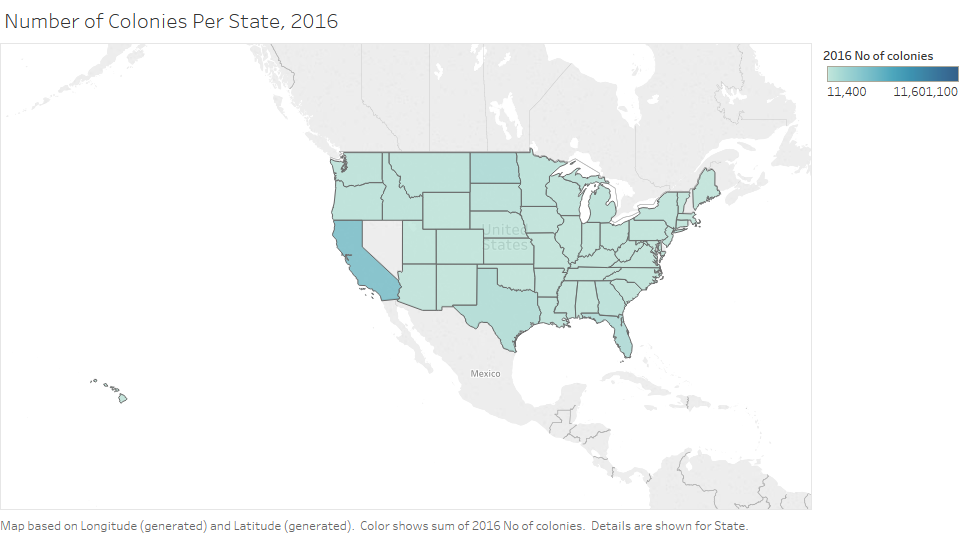 Number of Colonies Per State, 2016
2016 No of colonies
11,400 11,601,100
United
States
Mexico
Map based on Longitude (generated) and Latitude (generated). Color shows sum of 2016 No of colonies. Details are shown for State.